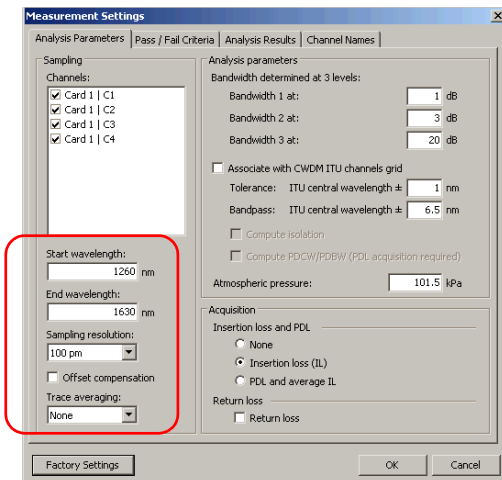 Measurement Settings
Analysis Parameters
Pass / Fail Criteria
Analysis Results
Channel Names
Sampling
Channels:
Card 1 | C1
Card 1 | C2
Card 1 | C3
Card 1 | C4
Start wavelength:
1260 nm
End wavelength:
1630 nm
Sampling resolution:
100 pm
Offset compensation
Trace averaging:
None
Analysis parameters
Bandwidth determined at 3 levels:
Bandwidth 1 at: 1 dB
Bandwidth 2 at: 3 dB
Bandwidth 3 at: 20 dB
Associate with CWDM ITU channels grid
Tolerance: ITU central wavelength ± 1 nm
Bandpass: ITU central wavelength ± 6.5 nm
Compute isolation
Compute PDCW/PDBW (PDL acquisition required)
Atmospheric pressure: 101.5 kPa
Acquisition
Insertion loss and PDL
None
Insertion loss (IL)
PDL and average IL
Return loss
Return loss
Factory Settings
OK
Cancel